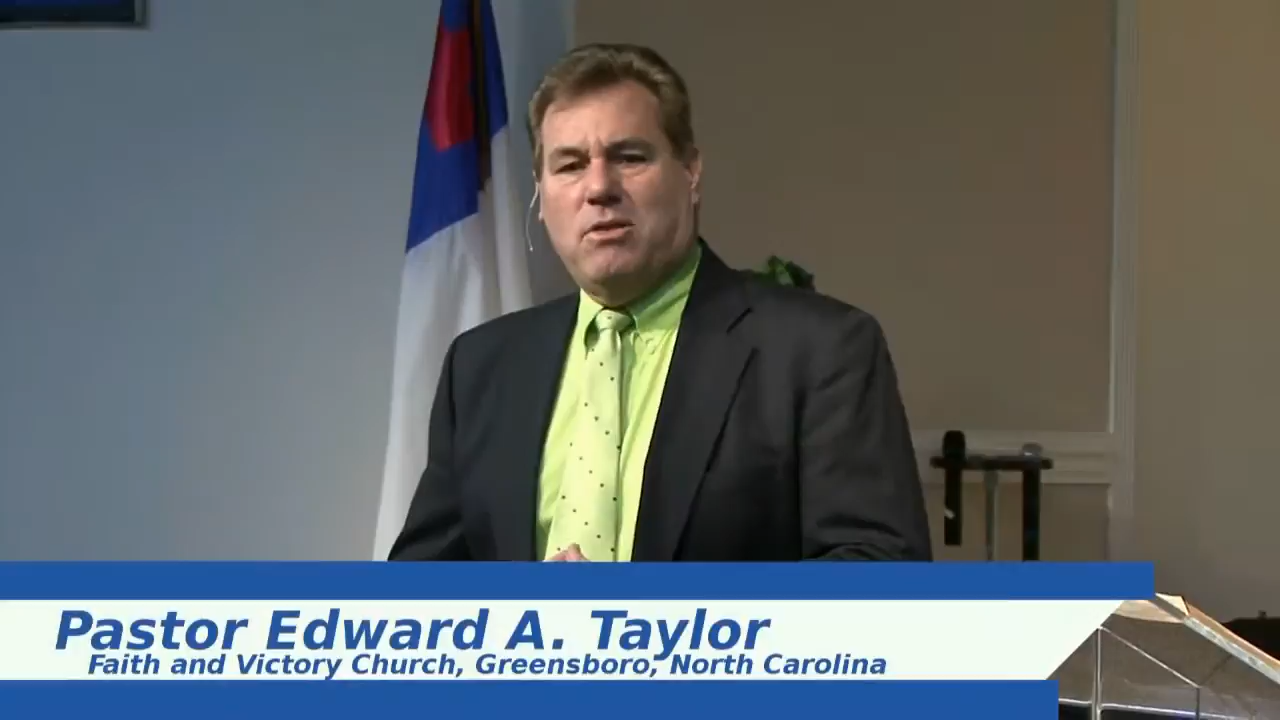 Pastor Edward A. Taylor
Faith and Victory Church, Greensboro, North Carolina